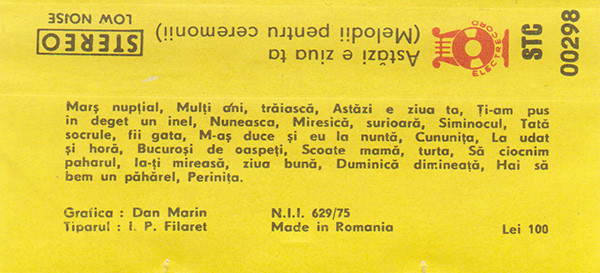 Astăzi e ziua ta
(Melodii pentru ceremonii)
STEREO
LOW NOISE
ELECTRECORD
STC
00298
Marș nupțial, Mulți ani, trăiască, Astăzi e ziua ta, Ți-am pus
in deget un inel, Nuneasca, Miresică, surioară, Siminocul, Tată
socrule, fii gata, M-aș duce și eu la nuntă, Cununița, La udat
și horă, Bucuroși de oaspeți, Scoate mamă, turta, Să ciocnim
paharul, Ia-ți mireasă, ziua bună, Duminică dimineață, Hai să
bem un păhărel, Perinița.
Grafica : Dan Marin
Tiparul : I. P. Filaret
N.I.I. 629/75
Made in Romania
Lei 100